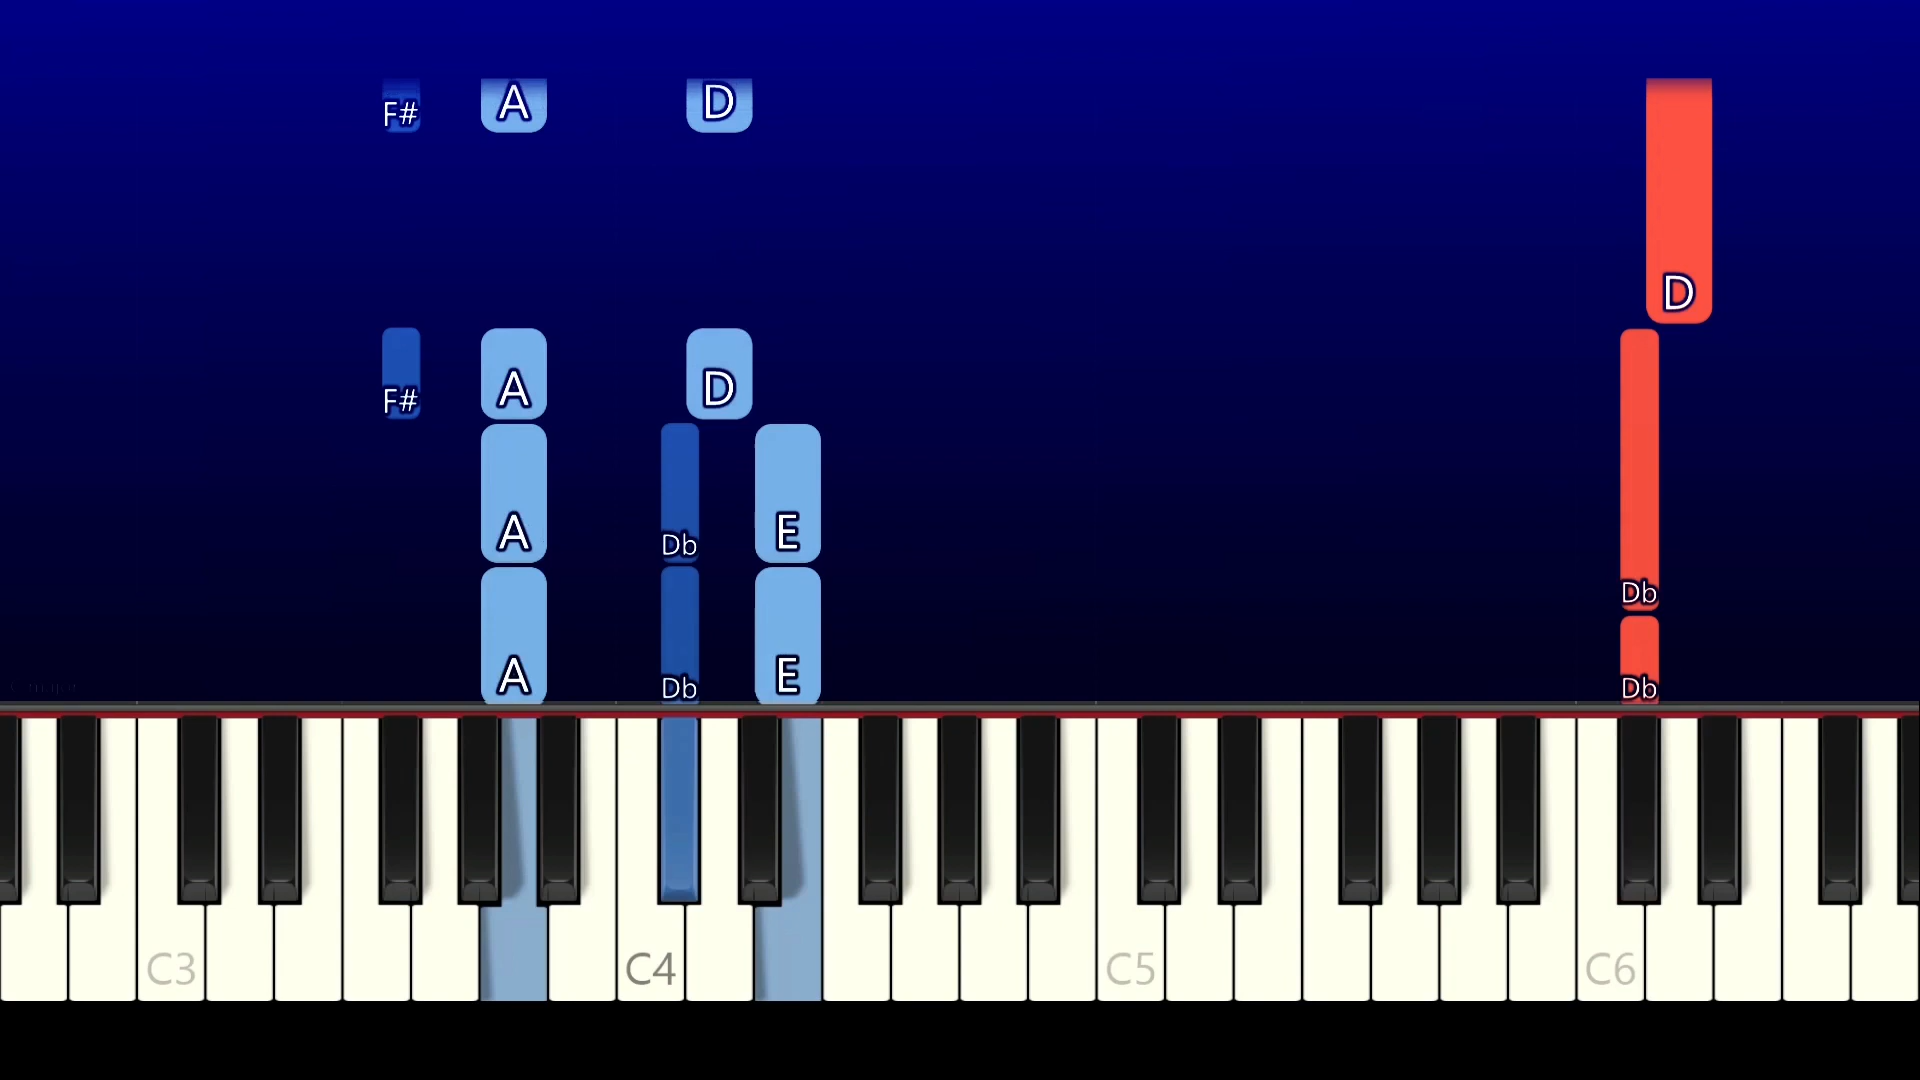 F# A D
D
F# A D
A Db E
Db
A Db E Db
C3 C4 C5 C6